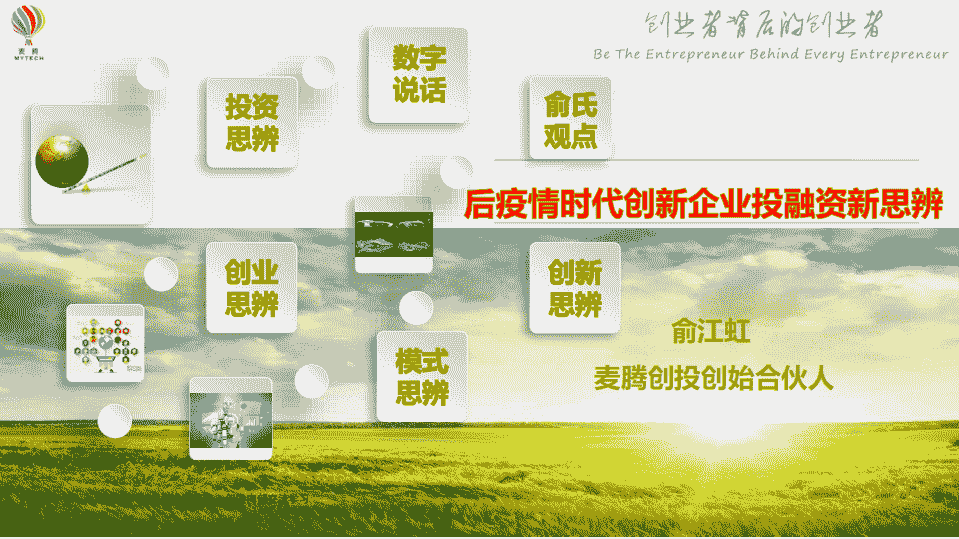 麦腾
MYTECH
创业者背后的创业者
Be The Entrepreneur Behind Every Entrepreneur
数字
说话
投资
思辨
俞氏
观点
后疫情时代创新企业投融资新思辨
创业
思辨
创新
思辨
模式
思辨
俞江虹
麦腾创投创始合伙人